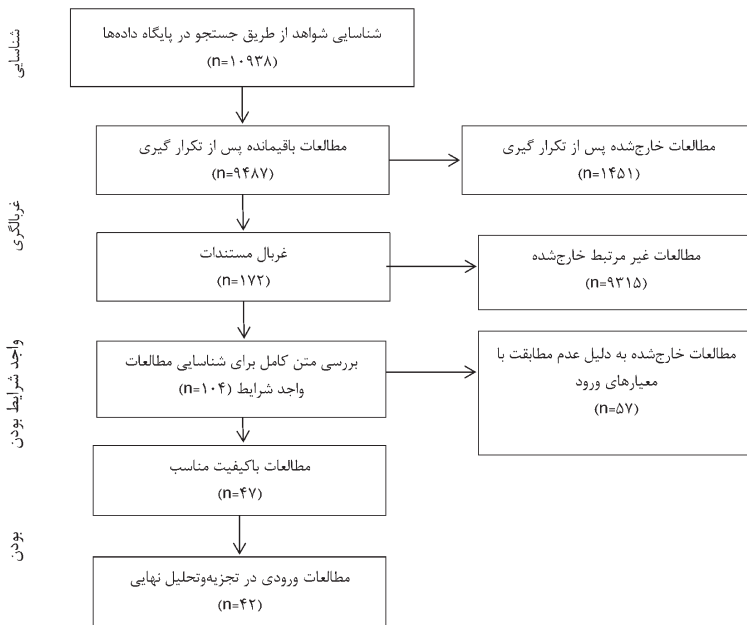 شناسایی
شناسایی شواهد از طریق جستجو در پایگاه داده‌ها
(n=۱۰۹۳۸)
غربالگری
مطالعات باقیمانده پس از تکرار گیری
(n=۹۴۸۷)
مطالعات خارج‌شده پس از تکرار گیری
(n=۱۴۵۱)
غربال مستندات
(n=۱۷۲)
مطالعات غیر مرتبط خارج‌شده
(n=۹۳۱۵)
واجد شرایط بودن
بررسی متن کامل برای شناسایی مطالعات
واجد شرایط (n=۱۰۴)
مطالعات خارج‌شده به دلیل عدم مطابقت با
معیارهای ورود
(n=۵۷)
مطالعات باکیفیت مناسب
(n=۴۷)
بودن
مطالعات ورودی در تجزیه‌وتحلیل نهایی
(n=۴۲)